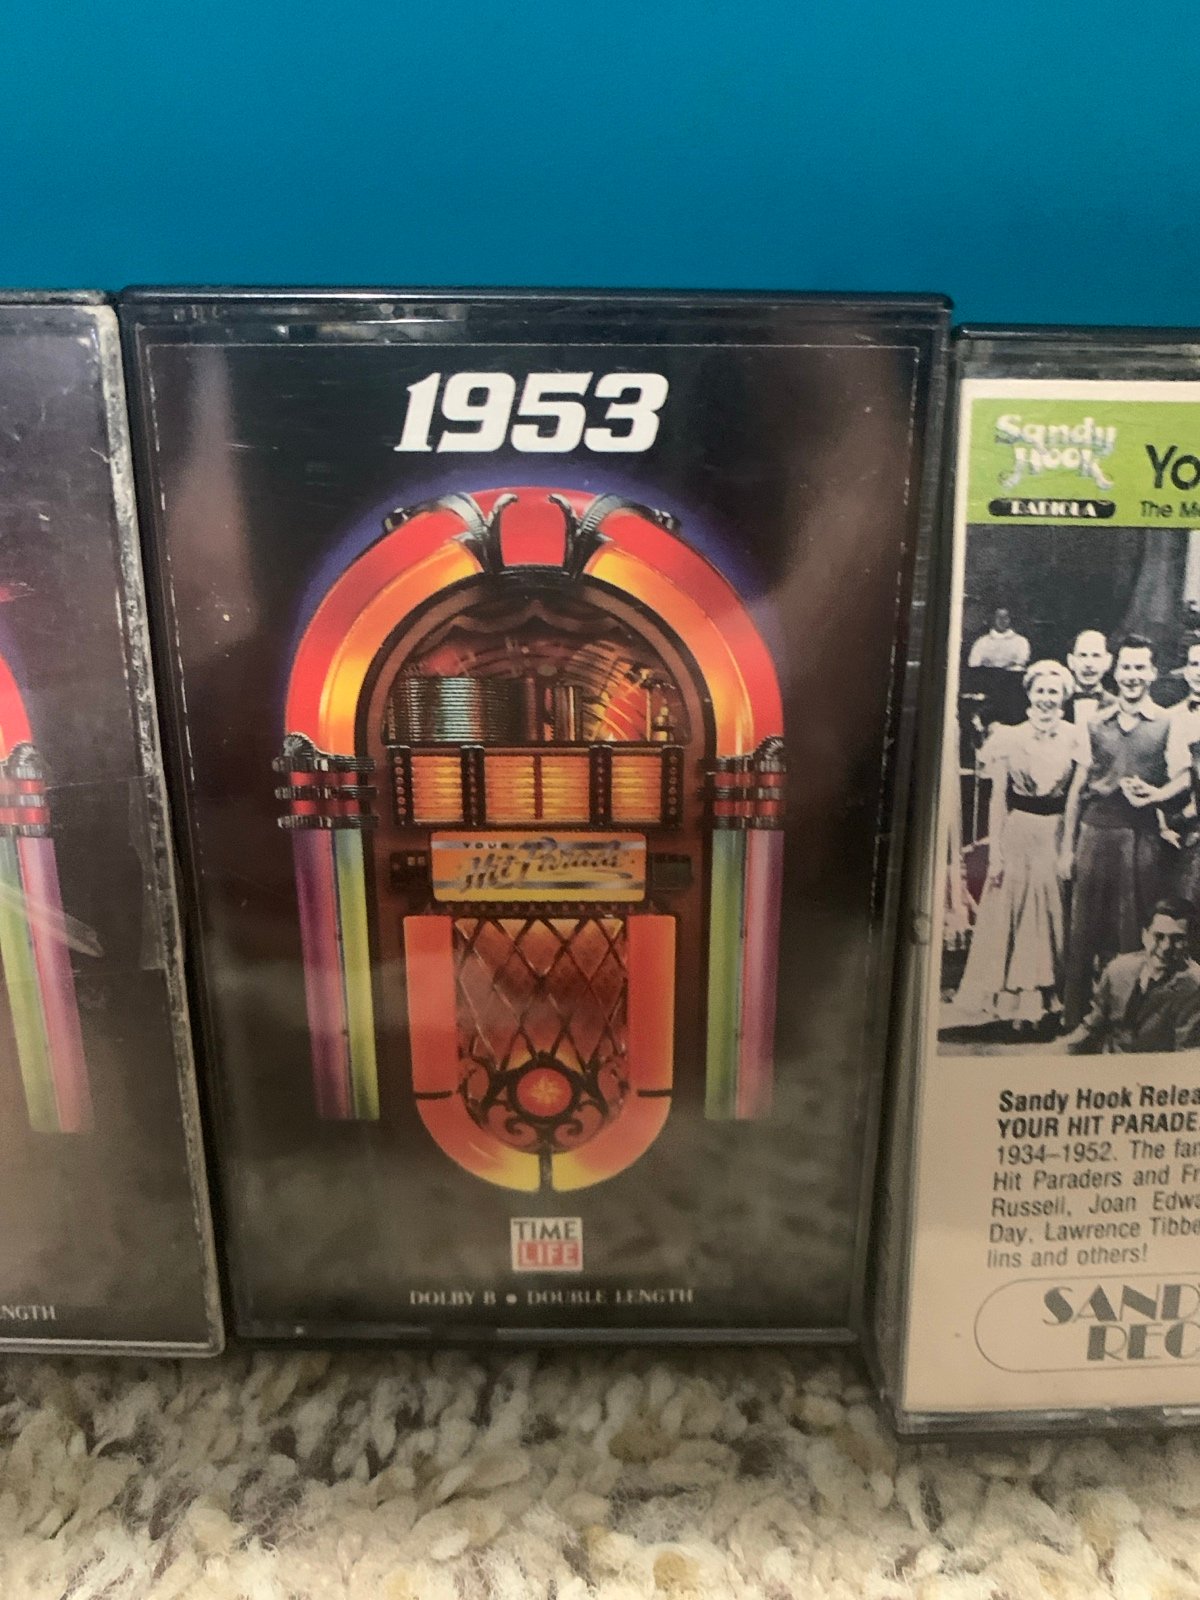 1953
YOUR
Hit Parade
TIME
LIFE
DOLBY B • DOUBLE LENGTH
NGTH
Sandy
Hook
RADIOLA
Yo
The M
Sandy Hook Relea
YOUR HIT PARADE
1934–1952. The fa
Hit Paraders and Fr
Russell, Joan Edwa
Day, Lawrence Tibbe
lins and others!
SAND
REC